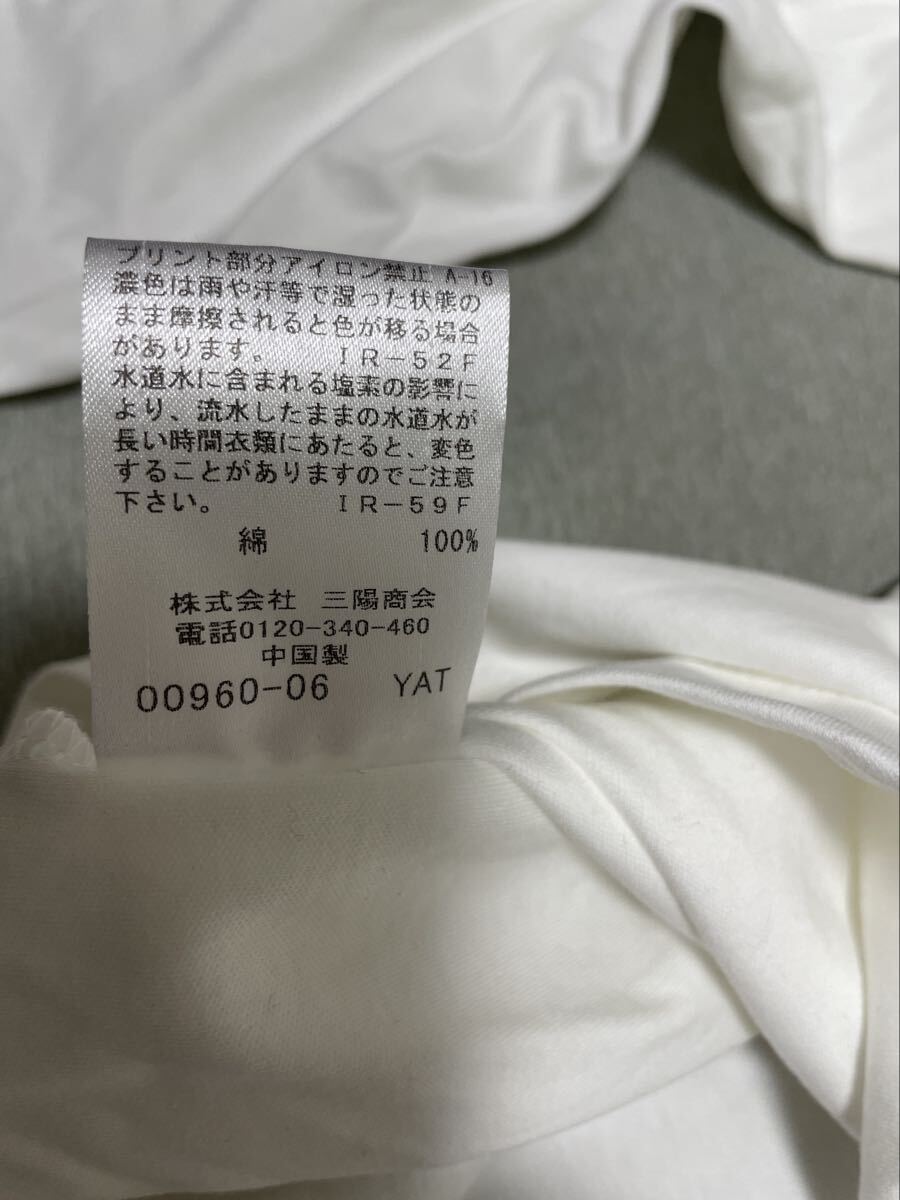 プリント部分アイロン禁止 A-16
濃色は雨や汗等で湿った状態の
まま摩擦されると色が移る場合
があります。 IR-52F
水道水に含まれる塩素の影響に
より、流水したままの水道水が
長い時間衣類にあたると、変色
することがありますのでご注意
下さい。 IR-59F
綿 100%
株式会社 三陽商会
電話0120-340-460
中国製
00960-06 YAT